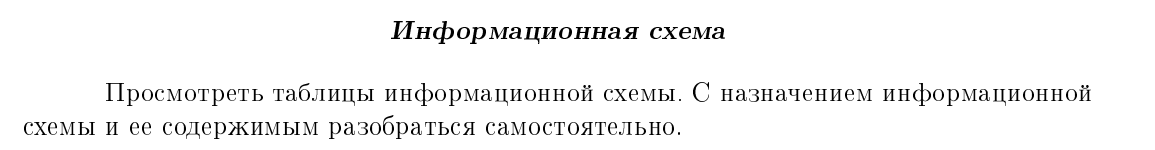 Информационная схема
Просмотреть таблицы информационной схемы. С назначением информационной
схемы и ее содержимым разобраться самостоятельно.